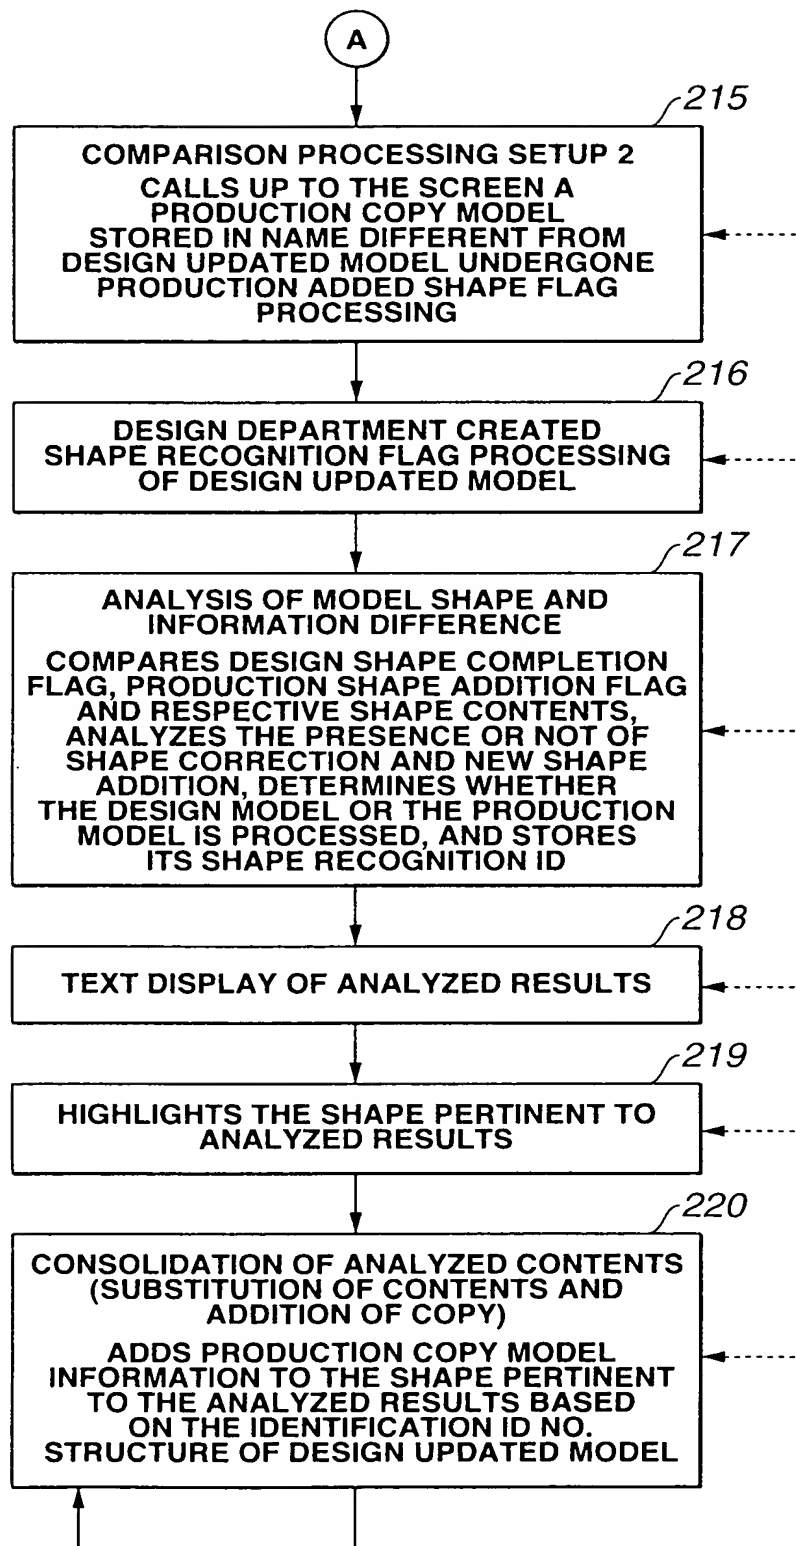 A
215
COMPARISON PROCESSING SETUP 2
CALLS UP TO THE SCREEN A
PRODUCTION COPY MODEL
STORED IN NAME DIFFERENT FROM
DESIGN UPDATED MODEL UNDERGONE
PRODUCTION ADDED SHAPE FLAG
PROCESSING
216
DESIGN DEPARTMENT CREATED
SHAPE RECOGNITION FLAG PROCESSING
OF DESIGN UPDATED MODEL
217
ANALYSIS OF MODEL SHAPE AND
INFORMATION DIFFERENCE
COMPARES DESIGN SHAPE COMPLETION
FLAG, PRODUCTION SHAPE ADDITION FLAG
AND RESPECTIVE SHAPE CONTENTS,
ANALYZES THE PRESENCE OR NOT OF
SHAPE CORRECTION AND NEW SHAPE
ADDITION, DETERMINES WHETHER
THE DESIGN MODEL OR THE PRODUCTION
MODEL IS PROCESSED, AND STORES
ITS SHAPE RECOGNITION ID
218
TEXT DISPLAY OF ANALYZED RESULTS
219
HIGHLIGHTS THE SHAPE PERTINENT TO
ANALYZED RESULTS
220
CONSOLIDATION OF ANALYZED CONTENTS
(SUBSTITUTION OF CONTENTS AND
ADDITION OF COPY)
ADDS PRODUCTION COPY MODEL
INFORMATION TO THE SHAPE PERTINENT
TO THE ANALYZED RESULTS BASED
ON THE IDENTIFICATION ID NO.
STRUCTURE OF DESIGN UPDATED MODEL